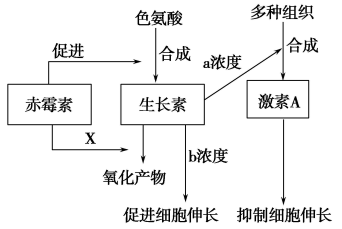 色氨酸
多种组织
促进
合成
a浓度
合成
赤霉素
生长素
激素A
X
b浓度
氧化产物
促进细胞伸长
抑制细胞伸长